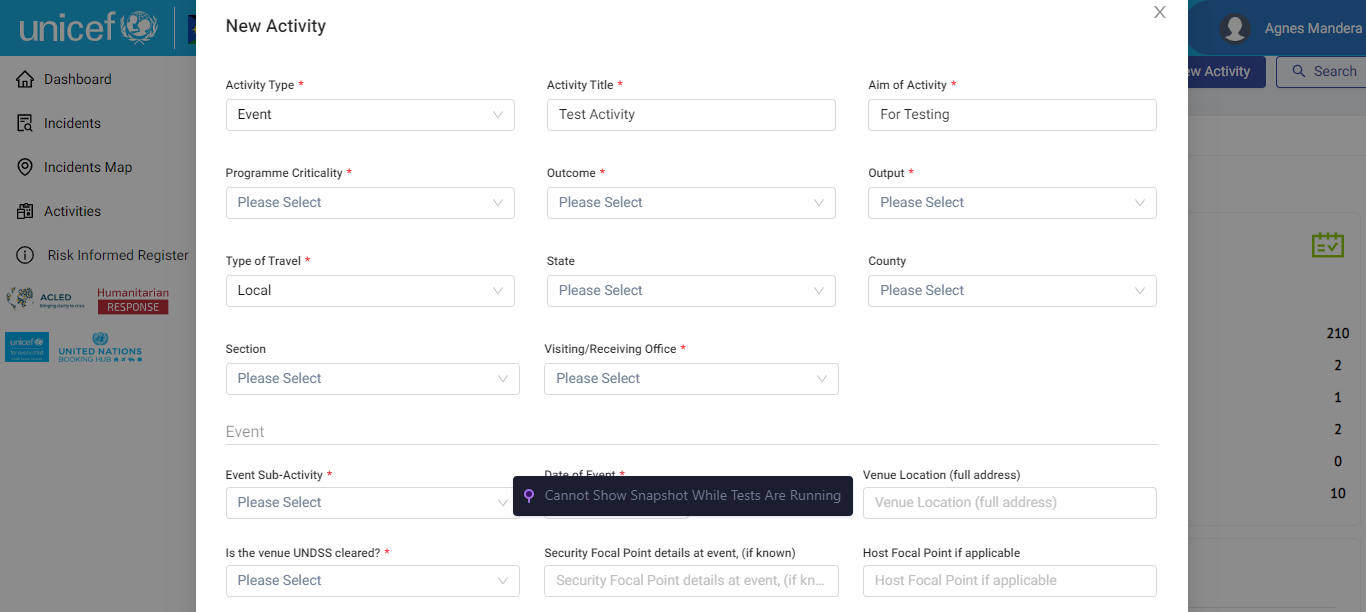 unicef
New Activity
X
Agnes Mandera
ew Activity
Search
Dashboard
Incidents
Incidents Map
Activities
Risk Informed Register
ACLED
Humanitarian
RESPONSE
unicef
UNITED NATIONS
BOOKING HUB
Activity Type *
Activity Title *
Aim of Activity *
Event
Test Activity
For Testing
Programme Criticality *
Outcome *
Output *
Please Select
Please Select
Please Select
Type of Travel *
State
County
Local
Please Select
Please Select
Section
Visiting/Receiving Office *
Please Select
Please Select
Event
Event Sub-Activity *
Date of Event *
Venue Location (full address)
Please Select
Cannot Show Snapshot While Tests Are Running
Venue Location (full address)
Is the venue UNDSS cleared? *
Security Focal Point details at event, (if known)
Host Focal Point if applicable
Please Select
Security Focal Point details at event, (if kn...
Host Focal Point if applicable
210
2
1
2
0
10